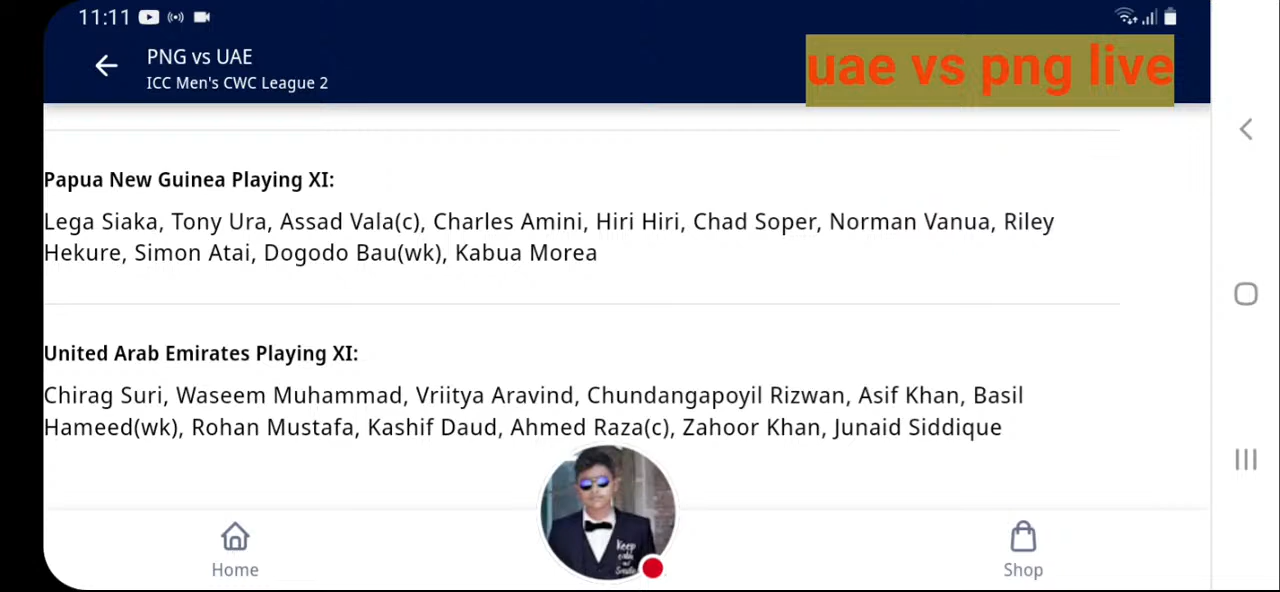 11:11
PNG vs UAE
ICC Men's CWC League 2
uae vs png live
Papua New Guinea Playing XI:
Lega Siaka, Tony Ura, Assad Vala(c), Charles Amini, Hiri Hiri, Chad Soper, Norman Vanua, Riley
Hekure, Simon Atai, Dogodo Bau(wk), Kabua Morea
United Arab Emirates Playing XI:
Chirag Suri, Waseem Muhammad, Vriitya Aravind, Chundangapoyil Rizwan, Asif Khan, Basil
Hameed(wk), Rohan Mustafa, Kashif Daud, Ahmed Raza(c), Zahoor Khan, Junaid Siddique
Keep
Smile
Home
Shop